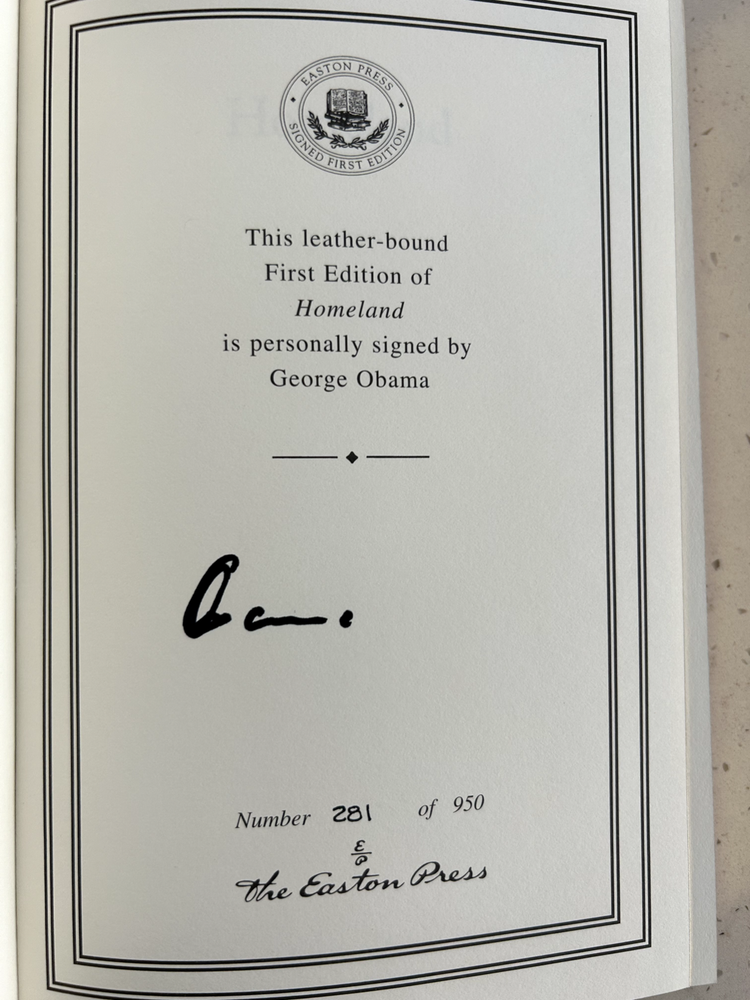 EASTON PRESS
SIGNED FIRST EDITION
This leather-bound
First Edition of
Homeland
is personally signed by
George Obama
Number 281 of 950
E
P
The Easton Press